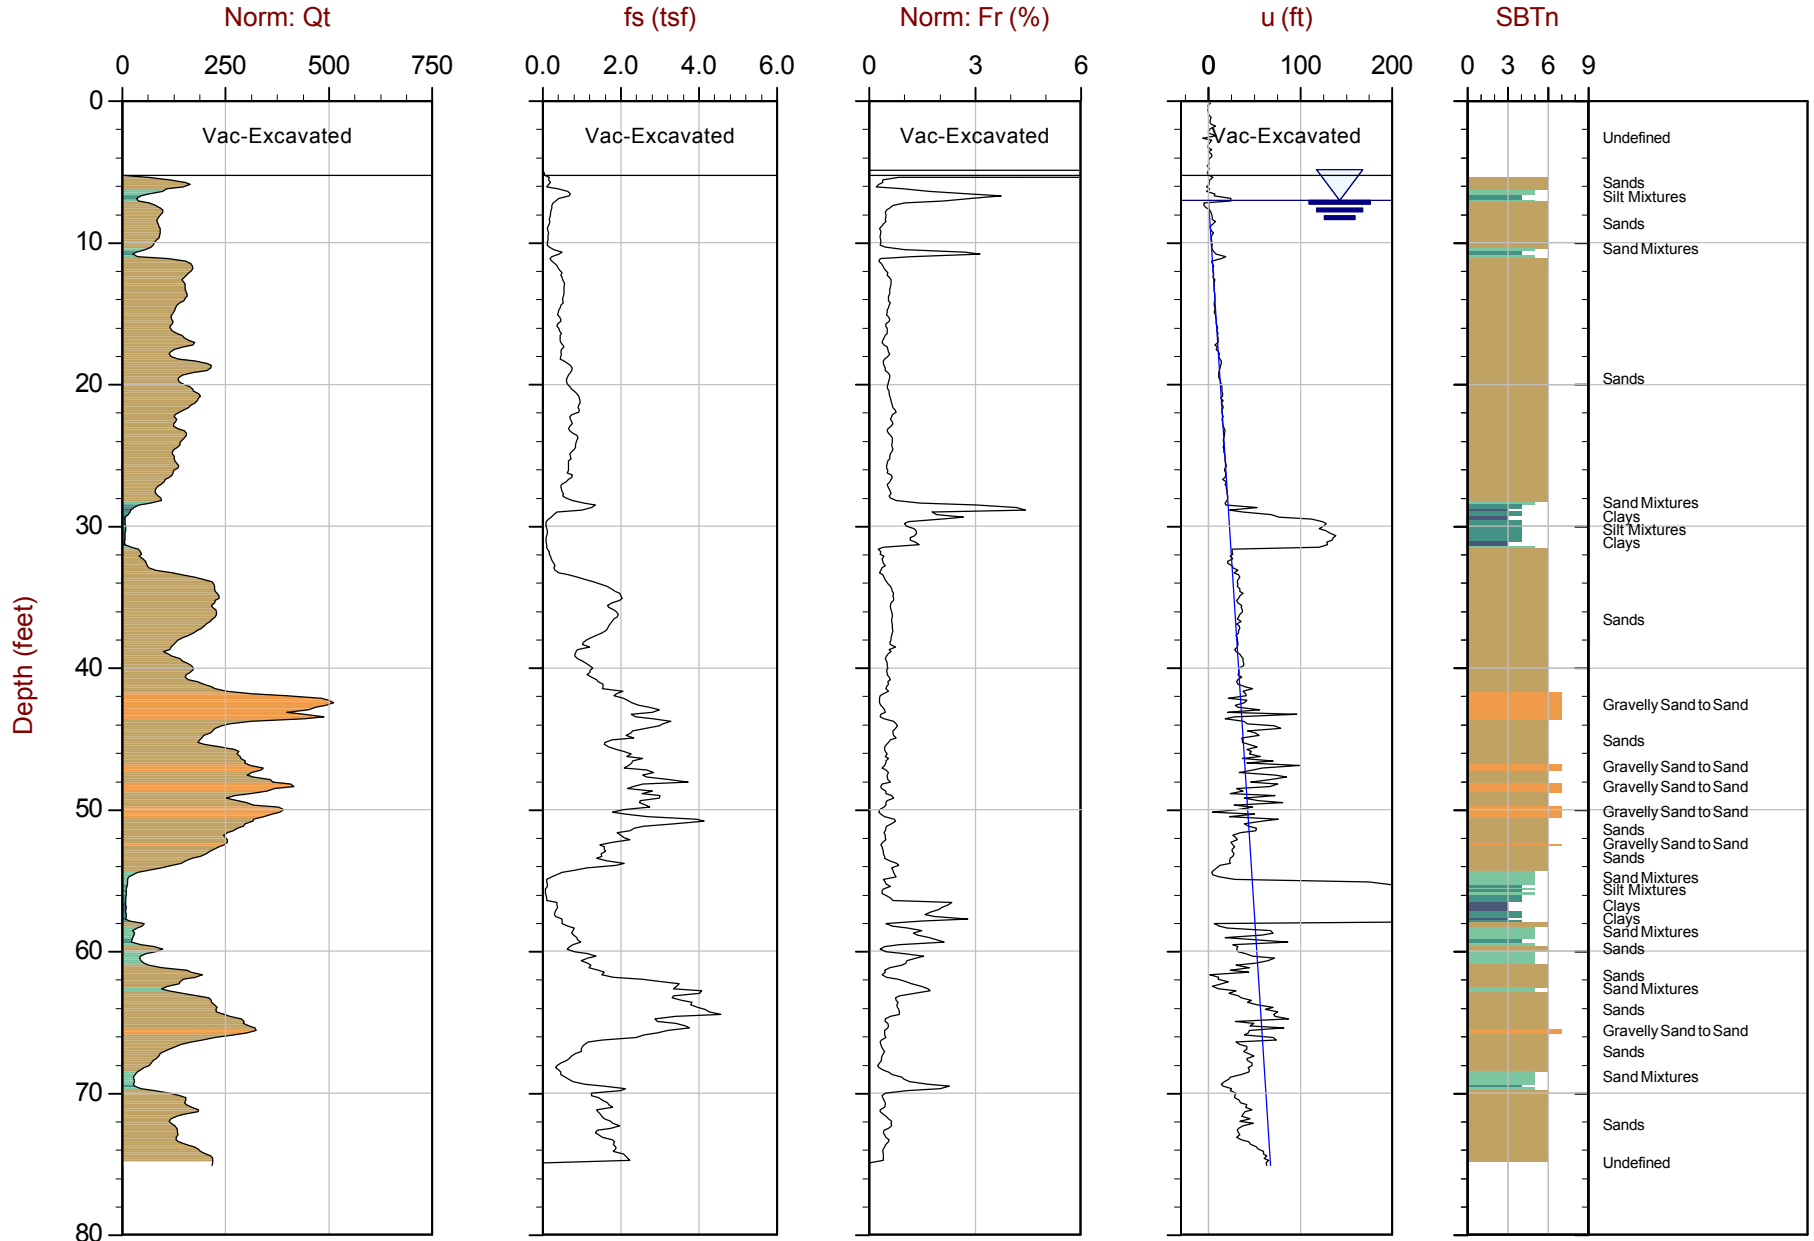 Norm: Qt fs (tsf) Norm: Fr (%) u (ft) SBTn
0 250 500 750 0.0 2.0 4.0 6.0 0 3 6 0 100 200 0 3 6 9
0
Vac-Excavated Vac-Excavated Vac-Excavated Vac-Excavated Undefined
Sands
Silt Mixtures
Sands
10
Sand Mixtures
Sands
20
Sand Mixtures
Clays
30
Silt Mixtures
Clays
Sands
Depth (feet)
40
Gravelly Sand to Sand
Sands
Gravelly Sand to Sand
Gravelly Sand to Sand
50
Gravelly Sand to Sand
Sands
Gravelly Sand to Sand
Sands
Sand Mixtures
Silt Mixtures
Clays
Clays
Sand Mixtures
60
Sands
Sands
Sand Mixtures
Sands
Gravelly Sand to Sand
Sands
Sand Mixtures
70
Sands
Undefined
80